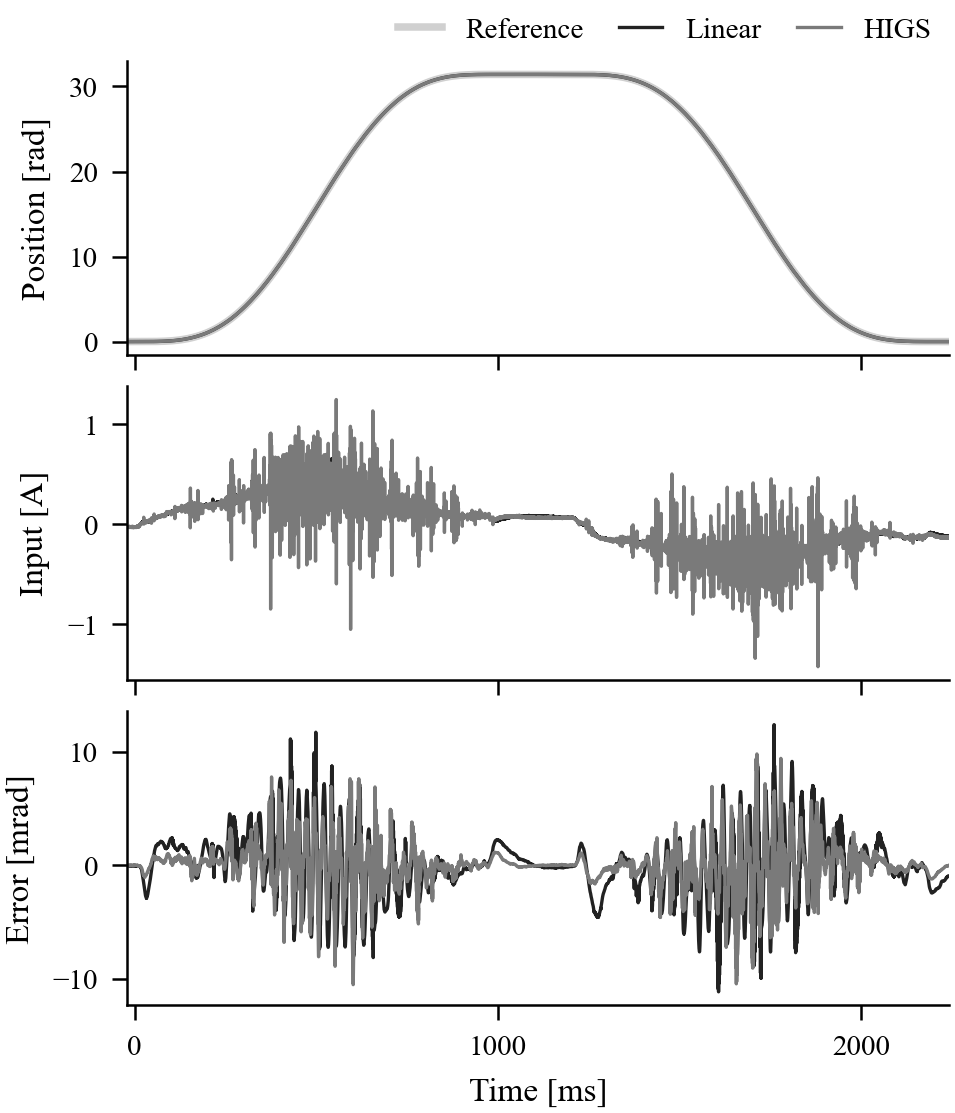 Reference Linear HIGS
30
20
10
0
Position [rad]
1
0
−1
Input [A]
10
0
−10
Error [mrad]
0 1000 2000
Time [ms]